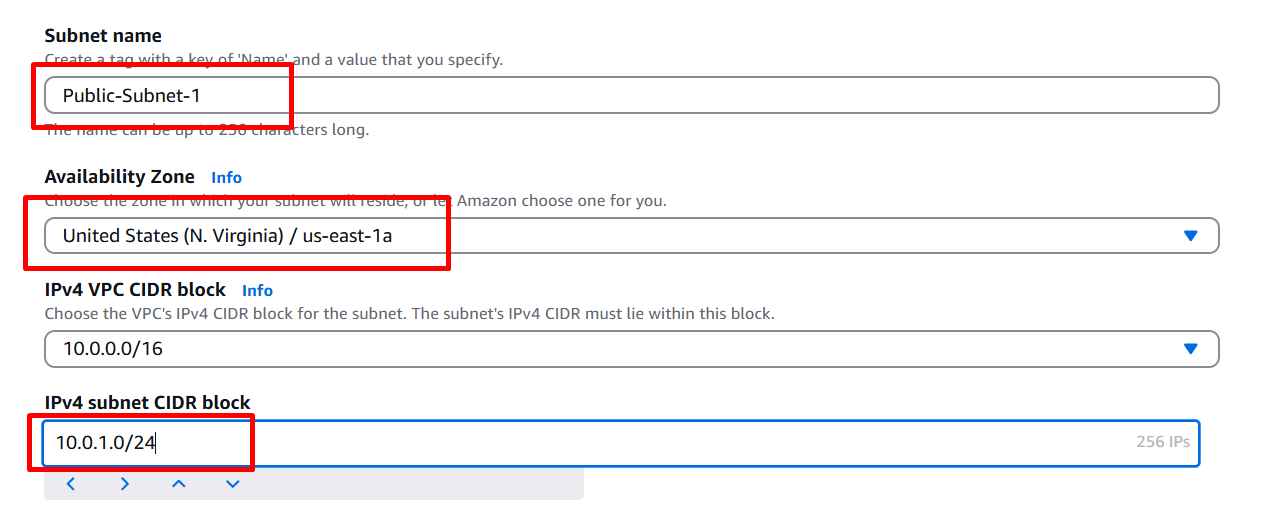 Subnet name
Create a tag with a key of 'Name' and a value that you specify.
Public-Subnet-1
The name can be up to 256 characters long.
Availability Zone Info
Choose the zone in which your subnet will reside, or let Amazon choose one for you.
United States (N. Virginia) / us-east-1a
IPv4 VPC CIDR block Info
Choose the VPC's IPv4 CIDR block for the subnet. The subnet's IPv4 CIDR must lie within this block.
10.0.0.0/16
IPv4 subnet CIDR block
10.0.1.0/24 256 IPs